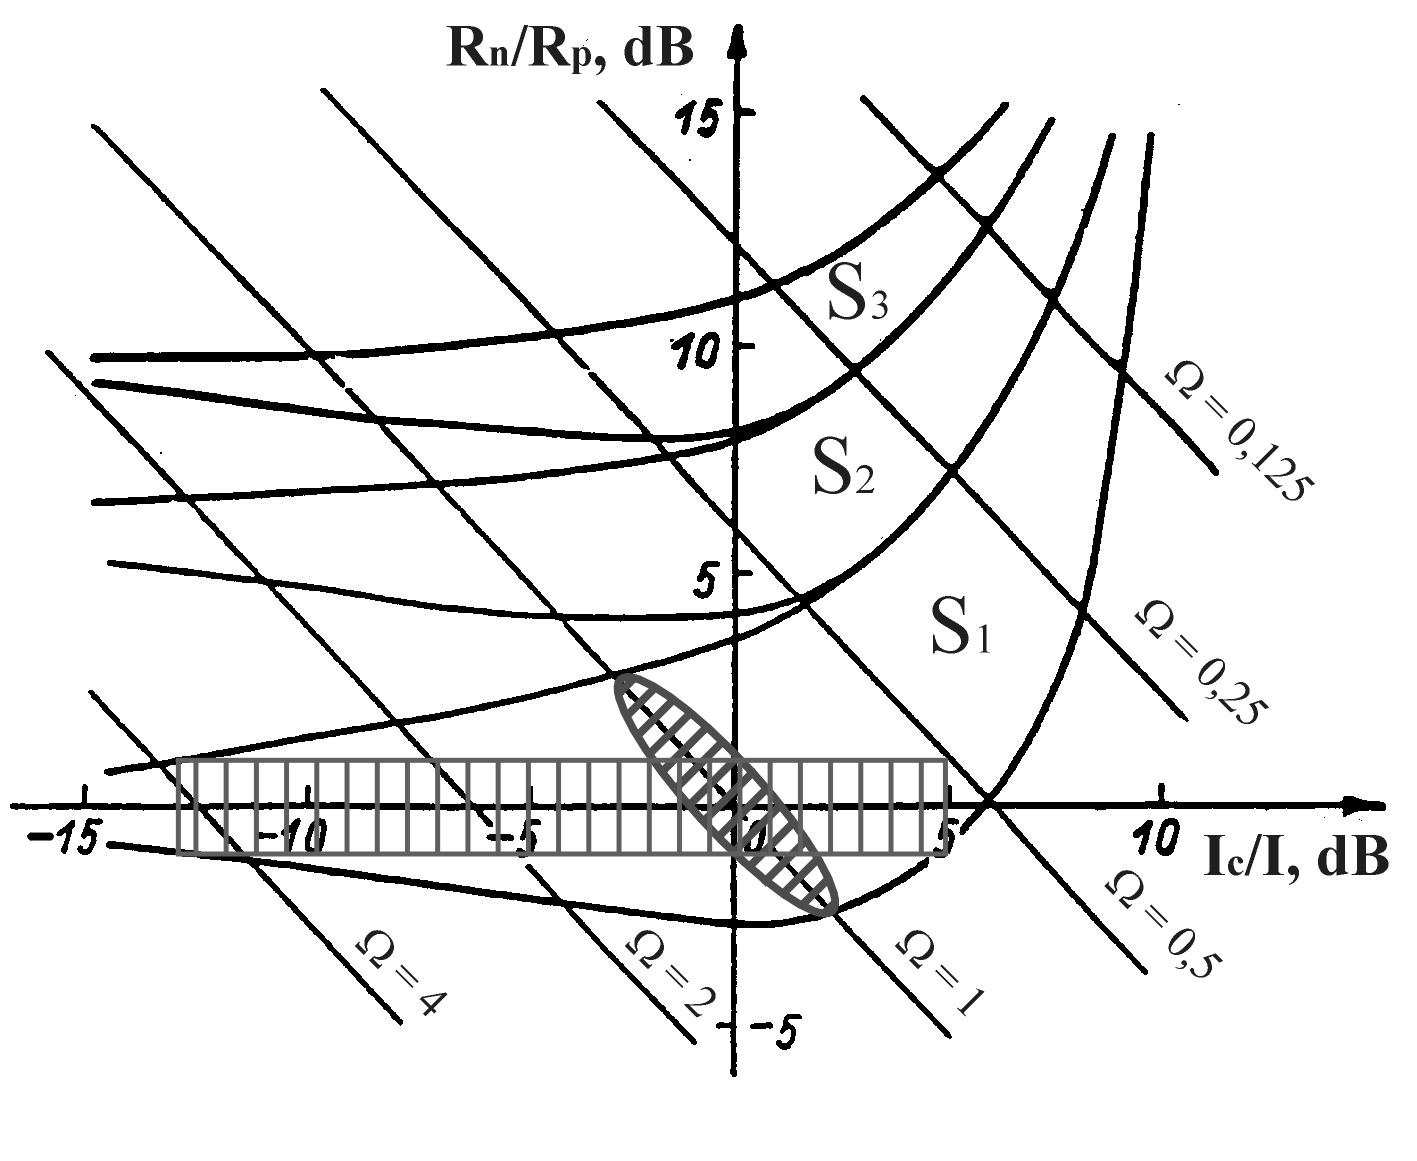 Rn/Rp, dB
15
S3
10
Ω = 0,125
S2
5
S1
Ω = 0,25
-15
-10
-5
0
5
10
Ic/I, dB
Ω = 4
Ω = 2
Ω = 1
Ω = 0,5
-5